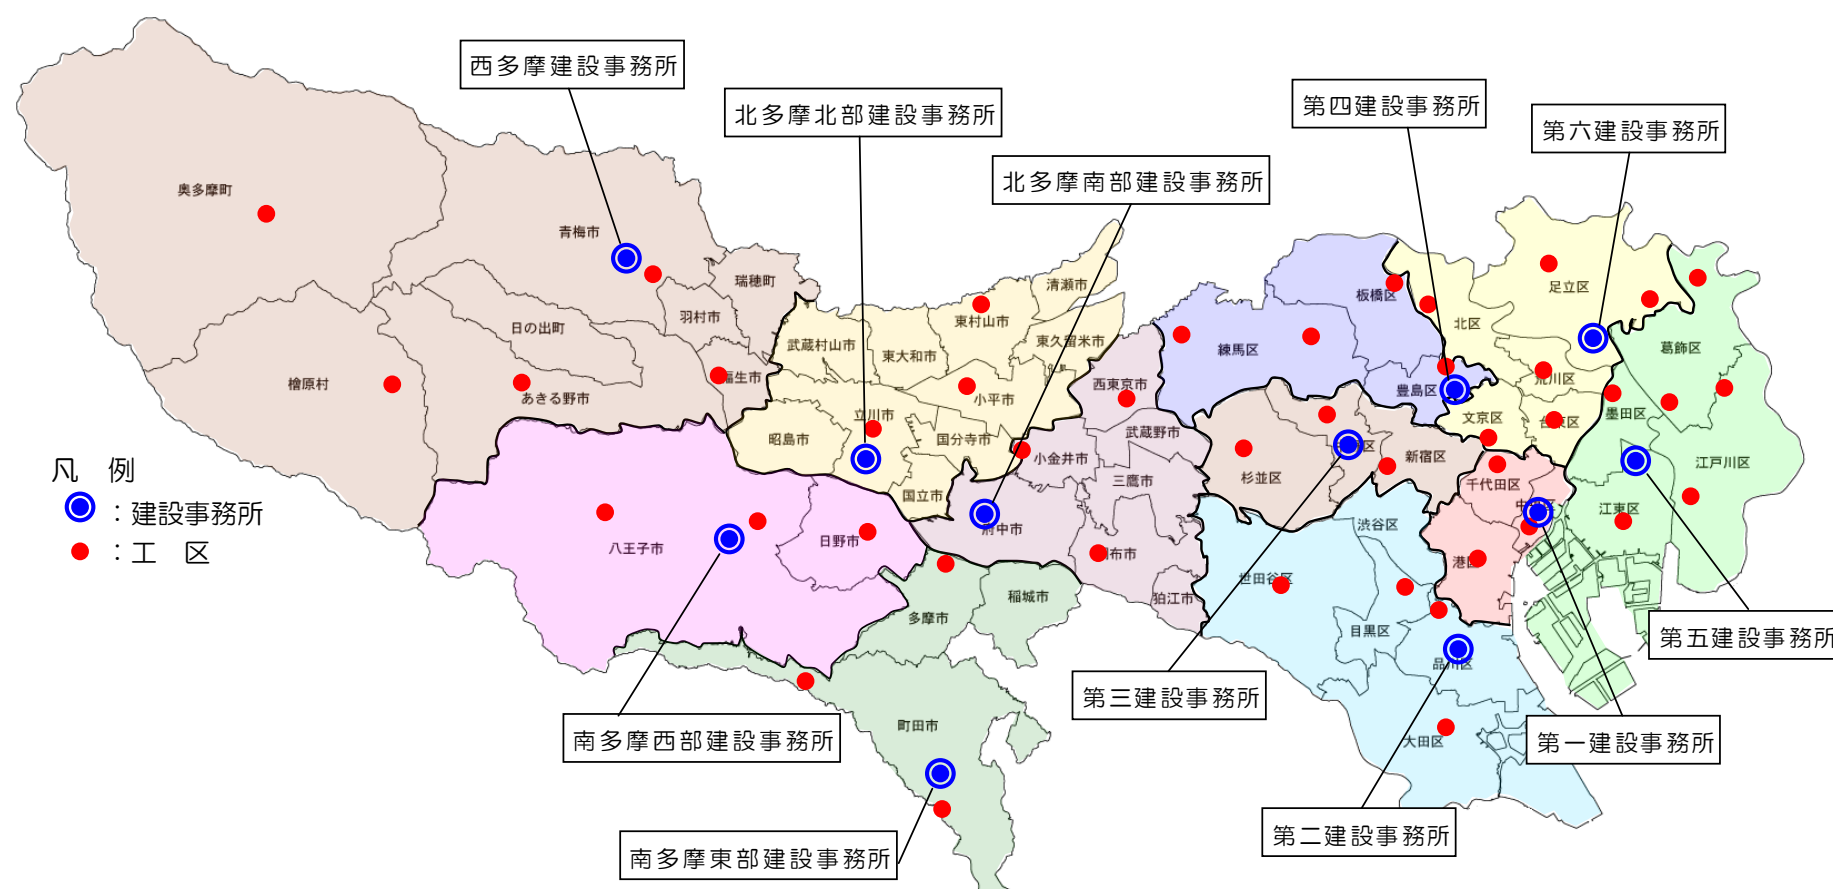 西多摩建設事務所
北多摩北部建設事務所
第四建設事務所
第六建設事務所
北多摩南部建設事務所
奥多摩町
青梅市
瑞穂町
清瀬市
足立区
板橋区
羽村市
日の出町
東村山市
北区
武蔵村山市
東大和市
東久留米市
練馬区
葛飾区
檜原村
福生市
あきる野市
小平市
西東京市
豊島区
荒川区
立川市
文京区
台東区
墨田区
昭島市
国分寺市
武蔵野市
小金井市
新宿区
杉並区
江戸川区
三鷹市
千代田区
国立市
江東区
凡 例
:建設事務所
:工 区
八王子市
日野市
府中市
渋谷区
世田谷区
稲城市
狛江市
多摩市
目黒区
品川区
第五建設事務所
第三建設事務所
町田市
南多摩西部建設事務所
大田区
第一建設事務所
第二建設事務所
南多摩東部建設事務所